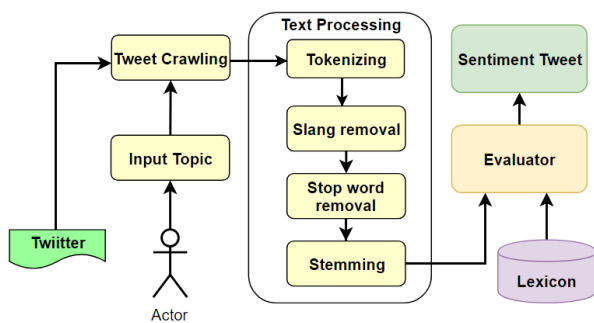 Text Processing
Tweet Crawling
Tokenizing
Sentiment Tweet
Slang removal
Input Topic
Evaluator
Stop word
removal
Twiitter
Stemming
Lexicon
Actor